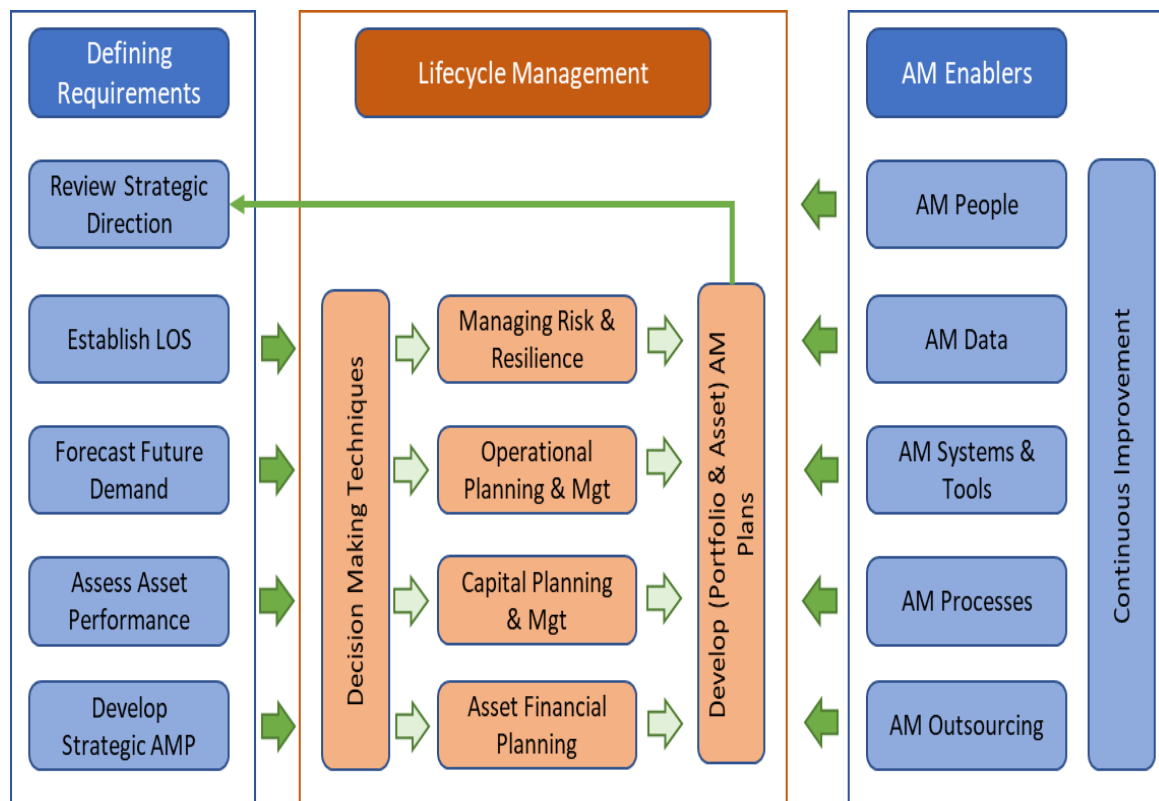 Defining
Requirements
Review Strategic
Direction
Establish LOS
Forecast Future
Demand
Assess Asset
Performance
Develop
Strategic AMP
Lifecycle Management
Decision Making Techniques
Managing Risk &
Resilience
Operational
Planning & Mgt
Capital Planning
& Mgt
Asset Financial
Planning
Develop (Portfolio & Asset) AM
Plans
AM Enablers
AM People
AM Data
AM Systems &
Tools
AM Processes
AM Outsourcing
Continuous Improvement